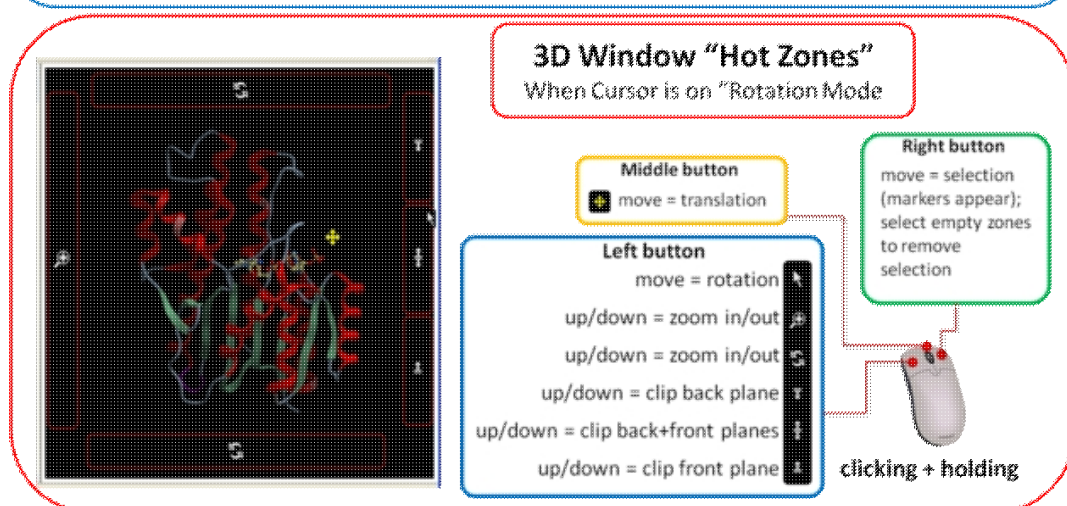 3D Window “Hot Zones”
When Cursor is on “Rotation Mode
Middle button
move = translation
Right button
move = selection
(markers appear);
select empty zones
to remove
selection
Left button
move = rotation
up/down = zoom in/out
up/down = zoom in/out
up/down = clip back plane
up/down = clip back+front planes
up/down = clip front plane
clicking + holding